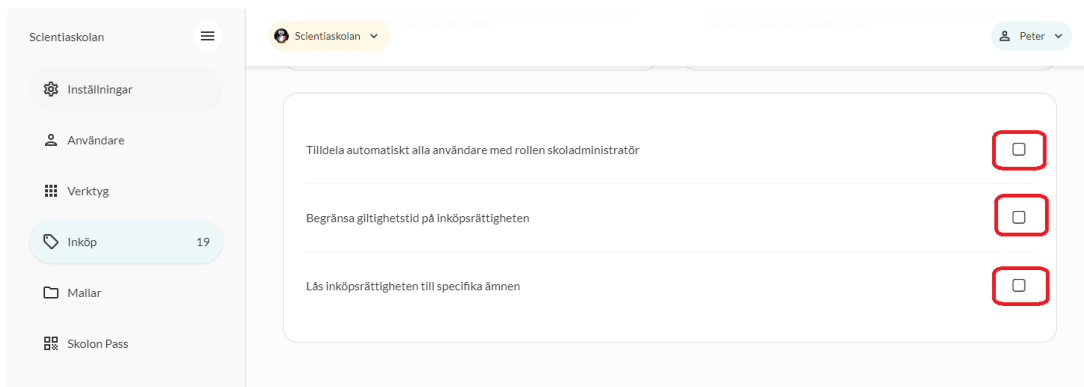 Scientiaskolan
Scientiaskolan
Peter
Inställningar
Användare
Verktyg
Inköp 19
Mallar
Skolon Pass
Tilldela automatiskt alla användare med rollen skoladministratör
Begränsa giltighetstid på inköpsrättigheten
Lås inköpsrättigheten till specifika ämnen